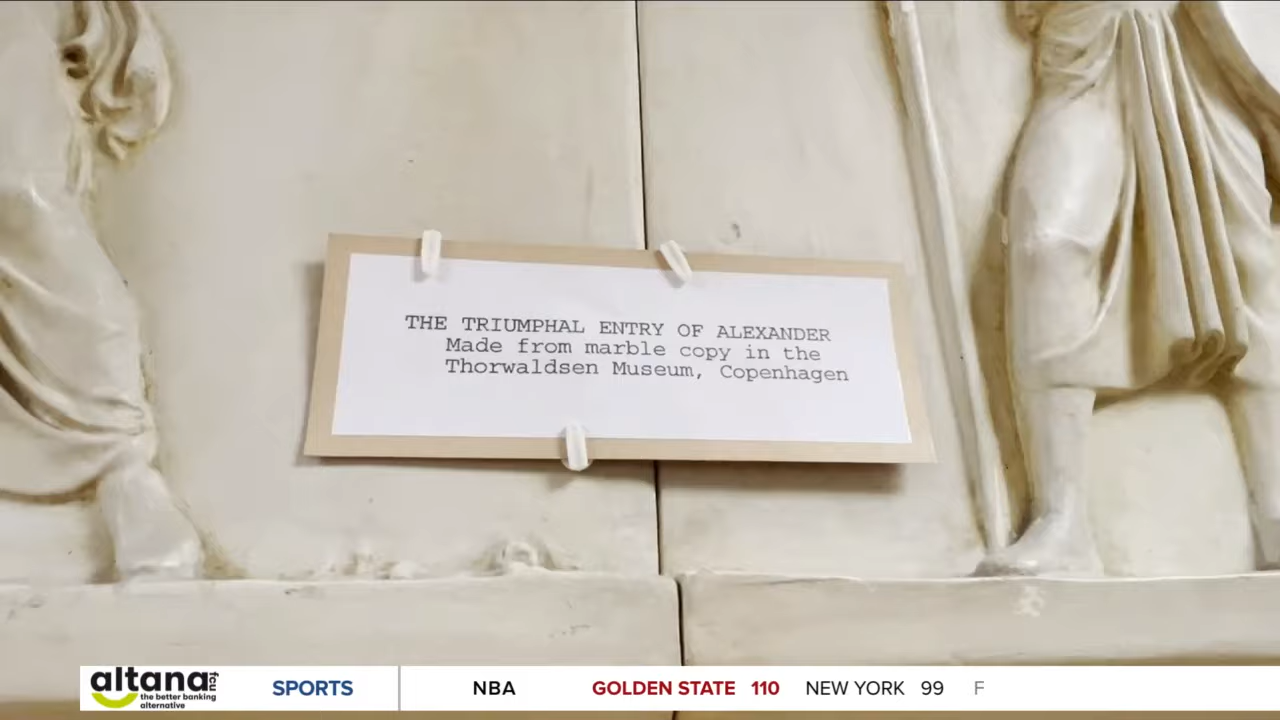 THE TRIUMPHAL ENTRY OF ALEXANDER
Made from marble copy in the
Thorwaldsen Museum, Copenhagen
altana fcu
the better banking
alternative
SPORTS
NBA
GOLDEN STATE 110 NEW YORK 99 F